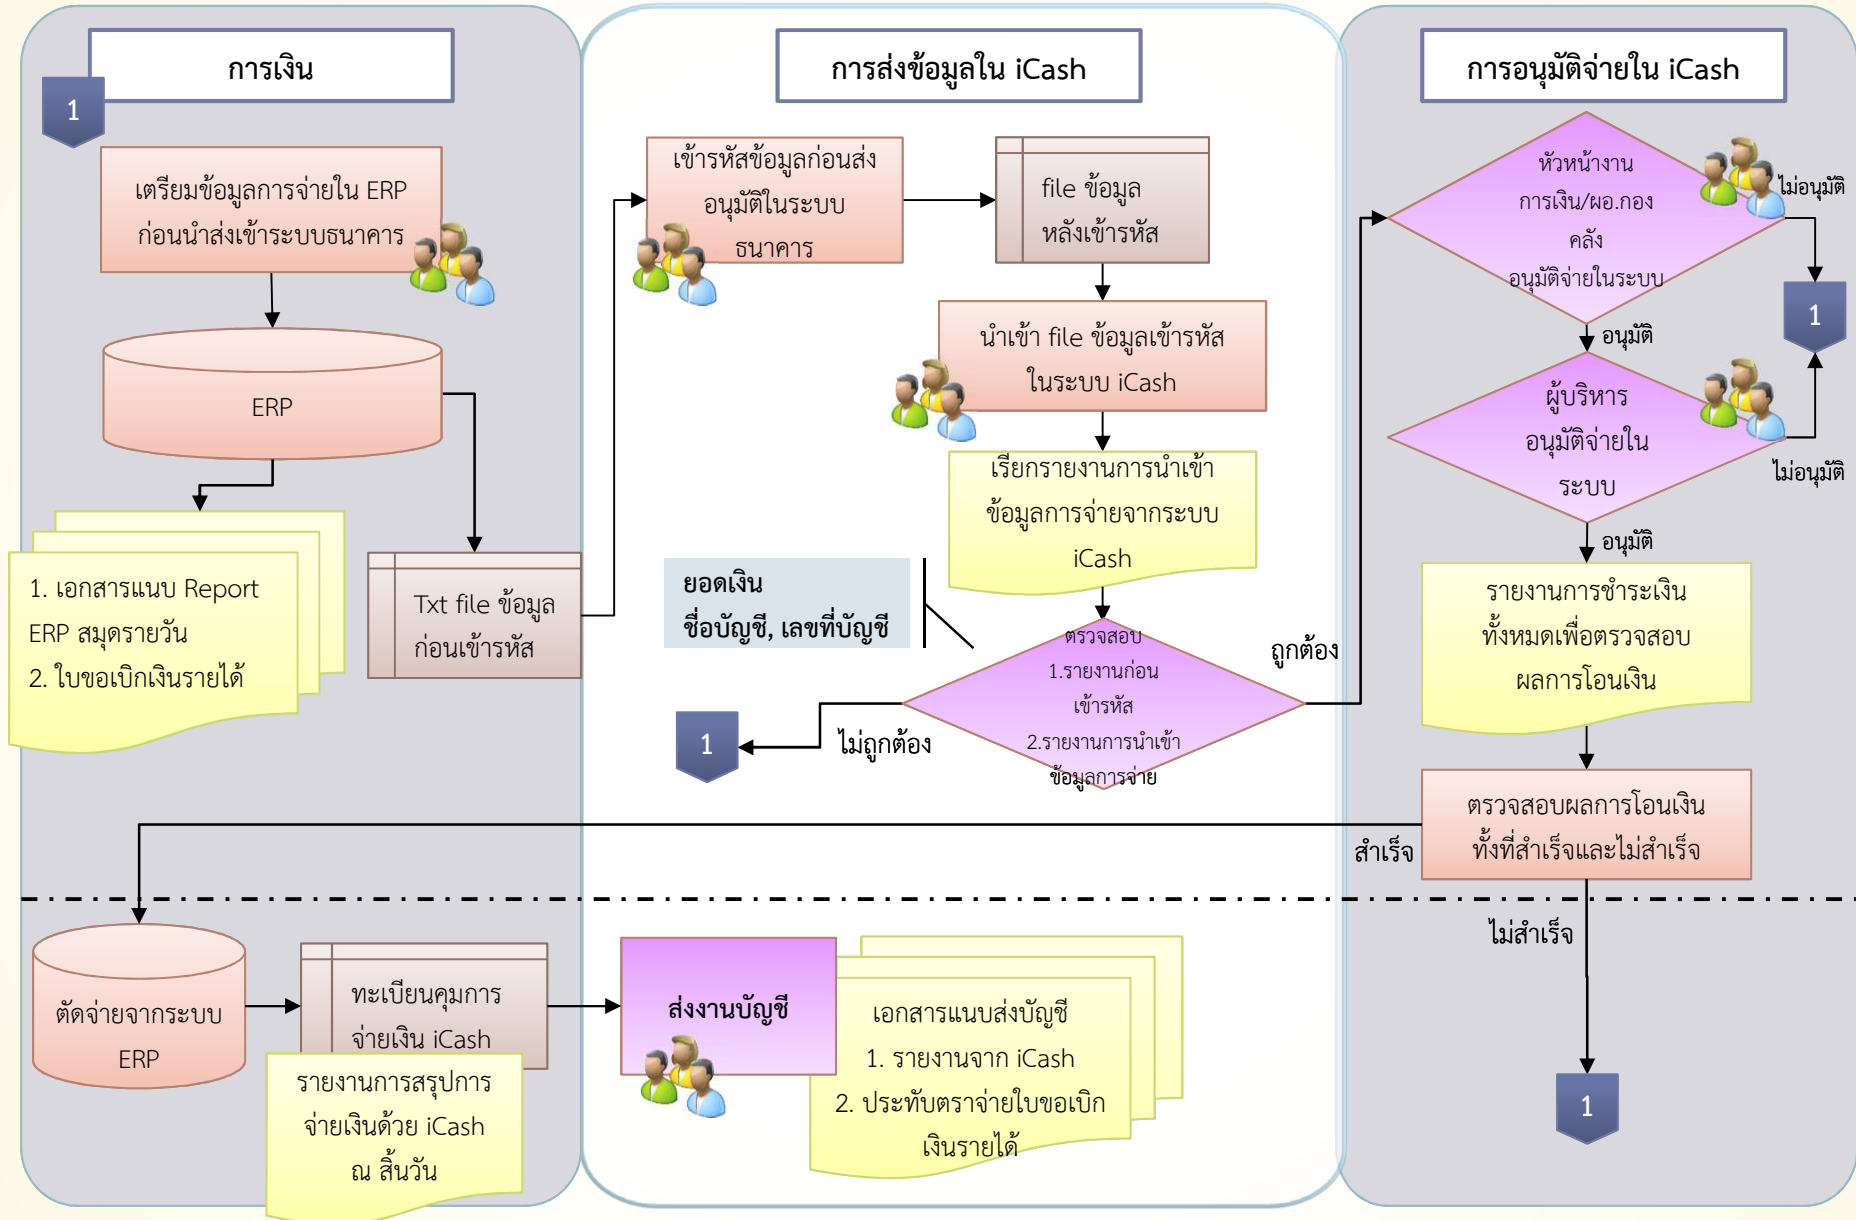 การเงิน
1
เตรียมข้อมูลการจ่ายใน ERP
ก่อนนำส่งเข้าระบบธนาคาร
ERP
1. เอกสารแนบ Report
ERP สมุดรายวัน
2. ใบขอเบิกเงินรายได้
Txt file ข้อมูล
ก่อนเข้ารหัส
การส่งข้อมูลใน iCash
เข้ารหัสข้อมูลก่อนส่ง
อนุมัติในระบบ
ธนาคาร
file ข้อมูล
หลังเข้ารหัส
นำเข้า file ข้อมูลเข้ารหัส
ในระบบ iCash
เรียกรายงานการนำเข้า
ข้อมูลการจ่ายจากระบบ
iCash
ยอดเงิน
ชื่อบัญชี, เลขที่บัญชี
ตรวจสอบ
1.รายงานก่อน
เข้ารหัส
2.รายงานการนำเข้า
ข้อมูลการจ่าย
ถูกต้อง
ไม่ถูกต้อง
1
การอนุมัติจ่ายใน iCash
หัวหน้างาน
การเงิน/ผอ.กอง
คลัง
อนุมัติจ่ายในระบบ
ไม่อนุมัติ
1
อนุมัติ
ผู้บริหาร
อนุมัติจ่ายใน
ระบบ
ไม่อนุมัติ
อนุมัติ
รายงานการชำระเงิน
ทั้งหมดเพื่อตรวจสอบ
ผลการโอนเงิน
ตรวจสอบผลการโอนเงิน
ทั้งที่สำเร็จและไม่สำเร็จ
สำเร็จ
ไม่สำเร็จ
1
ตัดจ่ายจากระบบ
ERP
ทะเบียนคุมการ
จ่ายเงิน iCash
รายงานการสรุปการ
จ่ายเงินด้วย iCash
ณ สิ้นวัน
ส่งงานบัญชี
เอกสารแนบส่งบัญชี
1. รายงานจาก iCash
2. ประทับตราจ่ายใบขอเบิก
เงินรายได้